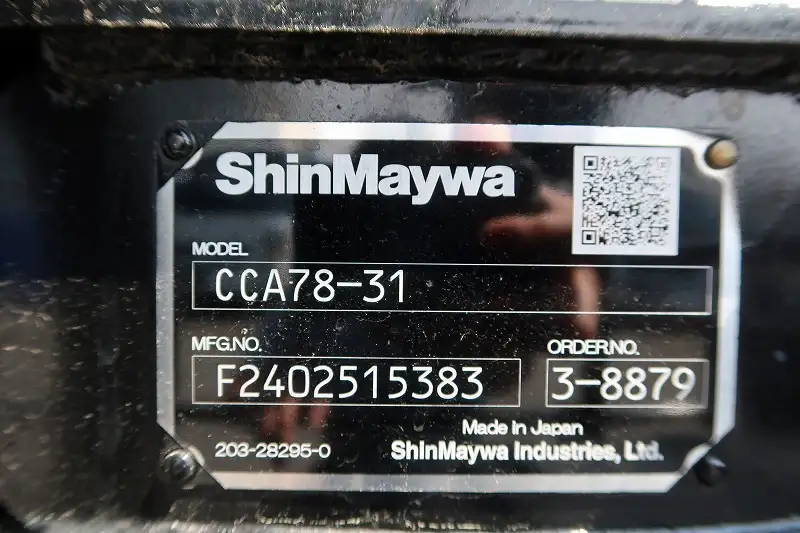 ShinMaywa
MODEL
CCA78-31
MFG.NO. ORDER.NO.
F2402515383 3-8879
Made in Japan
203-28295-0 ShinMaywa Industries, Ltd.